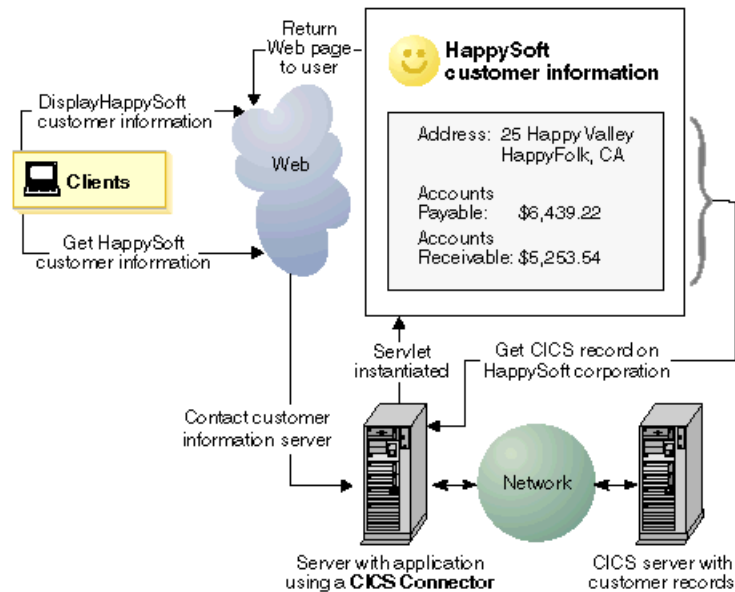 Return
Web page
to user
HappySoft
customer information
DisplayHappySoft
customer information
Web
Clients
Get HappySoft
customer information
Address: 25 Happy Valley
HappyFolk, CA
Accounts
Payable: $6,439.22
Accounts
Receivable: $5,253.54
Servlet
instantiated
Get CICS record on
HappySoft corporation
Contact customer
information server
Network
Server with application
using a CICS Connector
CICS server with
customer records